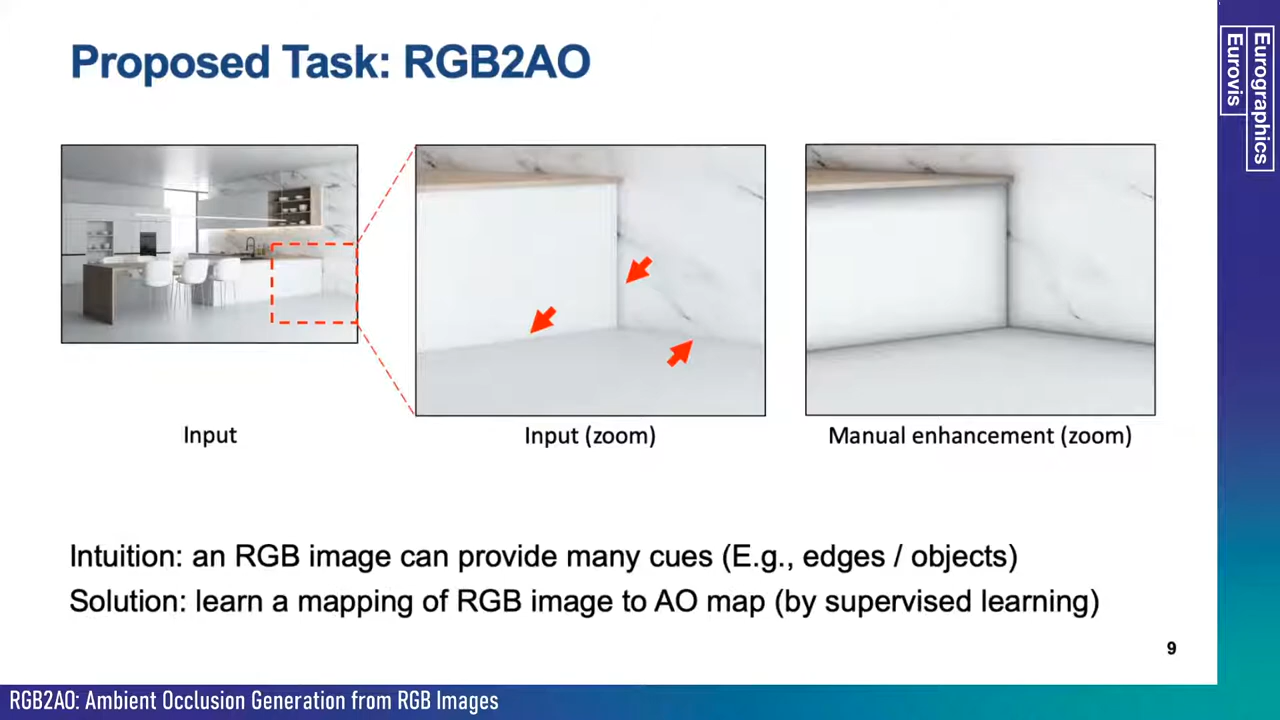 Proposed Task: RGB2AO
Eurographics
Eurovis
Input
Input (zoom)
Manual enhancement (zoom)
Intuition: an RGB image can provide many cues (E.g., edges / objects)
Solution: learn a mapping of RGB image to AO map (by supervised learning)
9
RGB2AO: Ambient Occlusion Generation from RGB Images